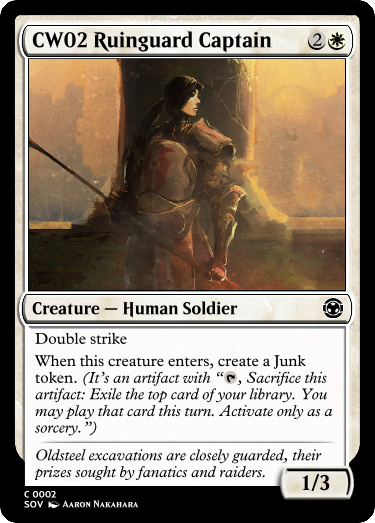 CW02 Ruinguard Captain 2
Creature — Human Soldier
Double strike
When this creature enters, create a Junk
token. (It's an artifact with “, Sacrifice this
artifact: Exile the top card of your library. You
may play that card this turn. Activate only as a
sorcery.”)
Oldsteel excavations are closely guarded, their
prizes sought by fanatics and raiders.
1/3
C 0002
SOV Aaron Nakahara